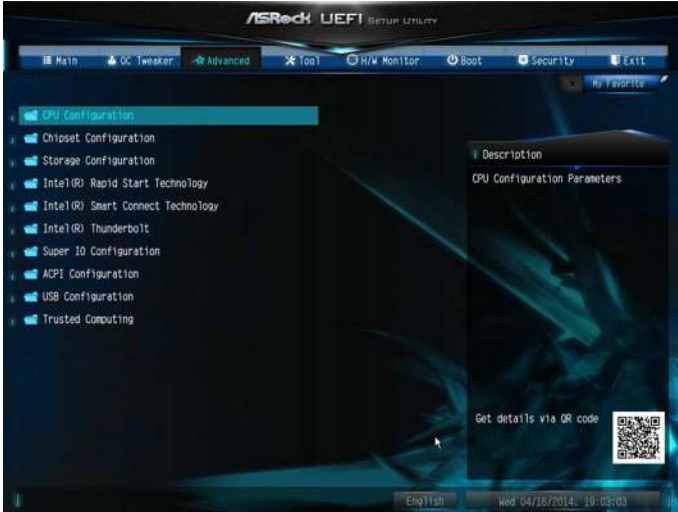 ASRock UEFI SETUP UTILITY
Main OC Tweaker Advanced Tool H/W Monitor Boot Security Exit
My Favorite
CPU Configuration
Chipset Configuration
Storage Configuration
Intel(R) Rapid Start Technology
Intel(R) Smart Connect Technology
Intel(R) Thunderbolt
Super IO Configuration
ACPI Configuration
USB Configuration
Trusted Computing
Description
CPU Configuration Parameters
Get details via QR code
English Wed 04/16/2014, 19:03:03